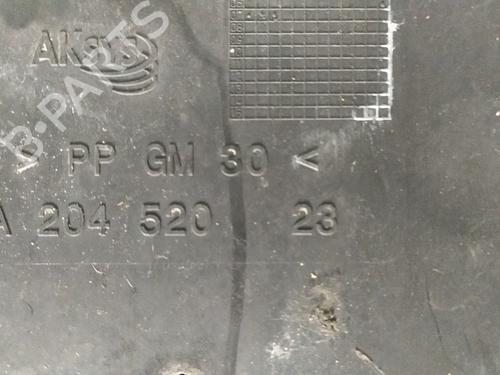 AKsys
B-PARTS
> PP GM 30 <
A 204 520 23